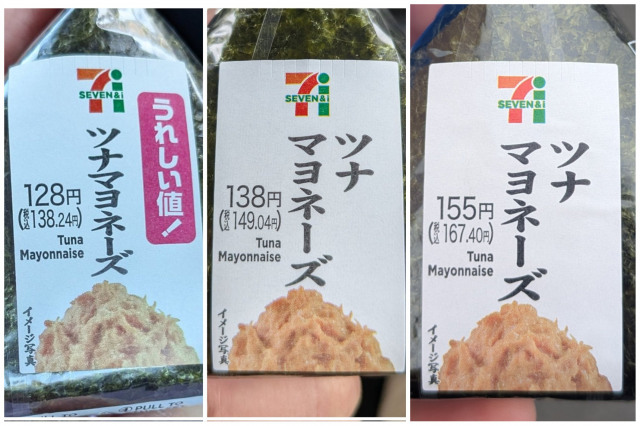 SEVEN&i
うれしい値!
ツナマヨネーズ
128円
(税込138.24円)
Tuna
Mayonnaise
イメージ写真
PULL TO
SEVEN&i
ツナ
マヨネーズ
138円
(税込149.04円)
Tuna
Mayonnaise
イメージ写真
SEVEN&i
ツナ
マヨネーズ
155円
(税込167.40円)
Tuna
Mayonnaise
イメージ写真